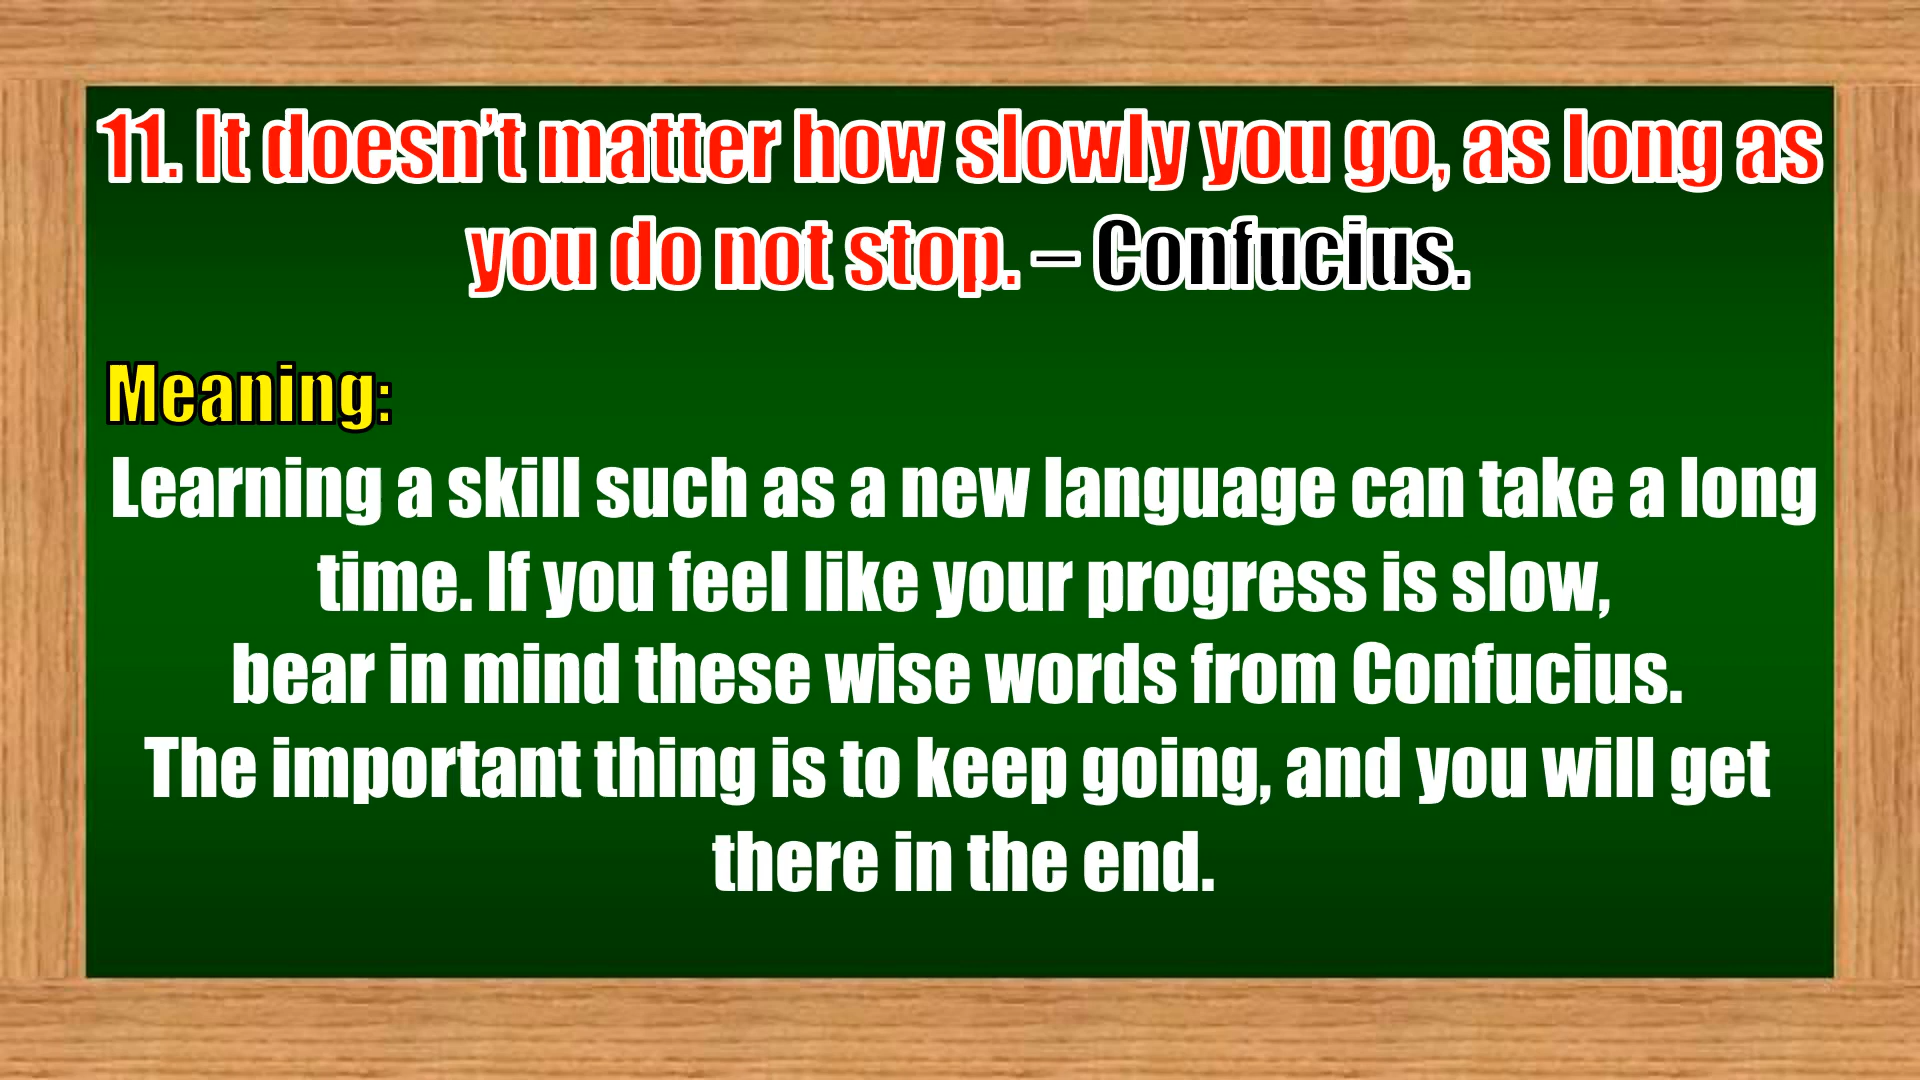 11. It doesn’t matter how slowly you go, as long as
you do not stop. – Confucius.
Meaning:
Learning a skill such as a new language can take a long
time. If you feel like your progress is slow,
bear in mind these wise words from Confucius.
The important thing is to keep going, and you will get
there in the end.